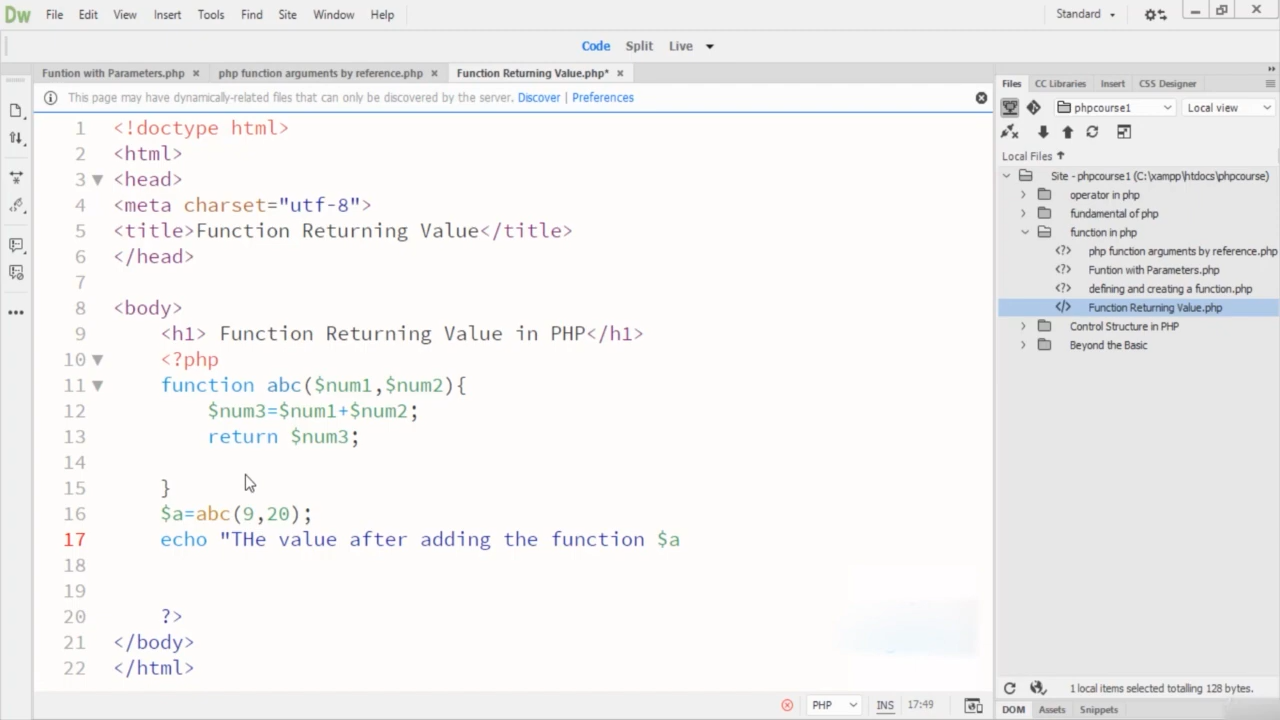 Dw File Edit View Insert Tools Find Site Window Help Standard
Code Split Live
Funtion with Parameters.php × php function arguments by reference.php × Function Returning Value.php* ×
This page may have dynamically-related files that can only be discovered by the server. Discover | Preferences
1 <!doctype html>
2 <html>
3 <head>
4 <meta charset="utf-8">
5 <title>Function Returning Value</title>
6 </head>
7
8 <body>
9 <h1> Function Returning Value in PHP</h1>
10 <?php
11 function abc($num1,$num2){
12 $num3=$num1+$num2;
13 return $num3;
14
15 }
16 $a=abc(9,20);
17 echo "THe value after adding the function $a
18
19
20 ?>
21 </body>
22 </html>
PHP INS 17:49
Files CC Libraries Insert CSS Designer
phpcourse1 Local view
Local Files
Site - phpcourse1 (C:\xampp\htdocs\phpcourse)
operator in php
fundamental of php
function in php
<?> php function arguments by reference.php
<?> Funtion with Parameters.php
<?> defining and creating a function.php
</> Function Returning Value.php
Control Structure in PHP
Beyond the Basic
1 local items selected totalling 128 bytes.
DOM Assets Snippets